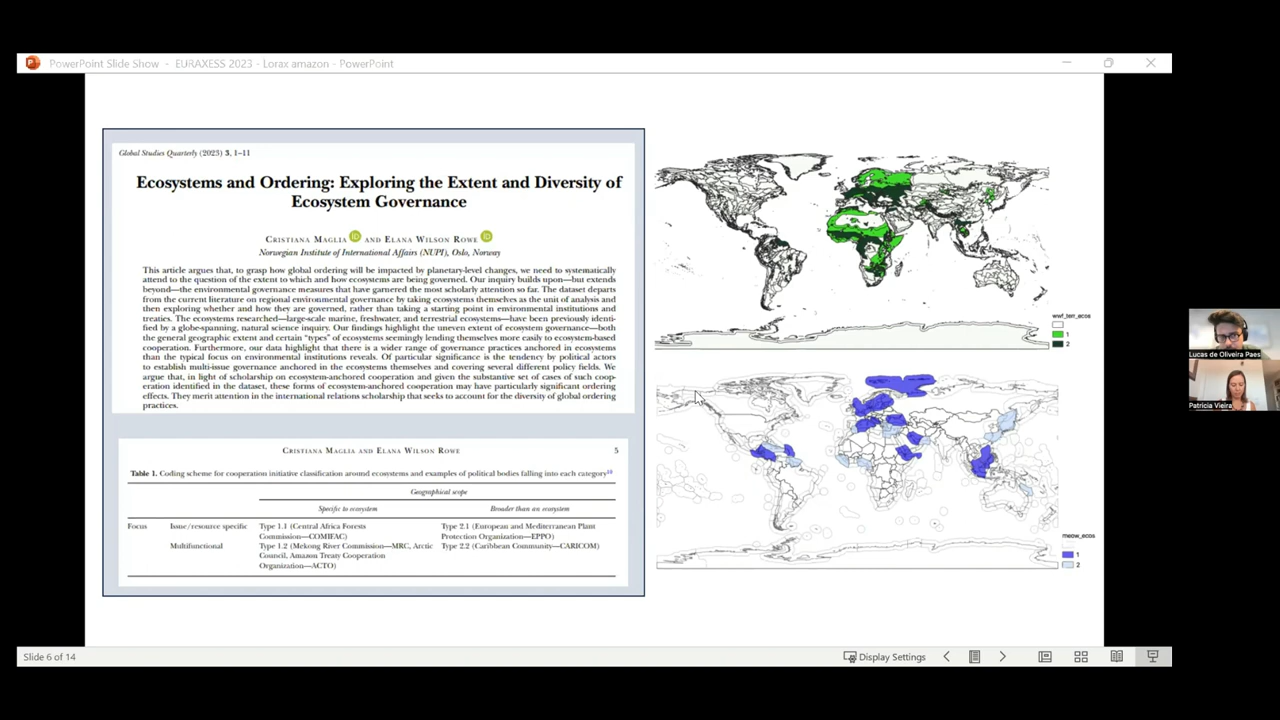 PowerPoint Slide Show - EURAXESS 2023 - Lorax amazon - PowerPoint
Global Studies Quarterly (2023) 3, 1–11
Ecosystems and Ordering: Exploring the Extent and Diversity of
Ecosystem Governance
CRISTIANA MAGLIA iD AND ELANA WILSON ROWE iD
Norwegian Institute of International Affairs (NUPI), Oslo, Norway
This article argues that, to grasp how global ordering will be impacted by planetary-level changes, we need to systematically
attend to the question of the extent to which and how ecosystems are being governed. Our inquiry builds upon—but extends
beyond—the environmental governance measures that have garnered the most scholarly attention so far. The dataset departs
from the current literature on regional environmental governance by taking ecosystems themselves as the unit of analysis and
then exploring whether and how they are governed, rather than taking a starting point in environmental institutions and
treaties. The ecosystems researched—large-scale marine, freshwater, and terrestrial ecosystems—have been previously identi-
fied by a globe-spanning, natural science inquiry. Our findings highlight the uneven extent of ecosystem governance—both
the general geographic extent and certain “types” of ecosystems seemingly lending themselves more easily to ecosystem-based
cooperation. Furthermore, our data highlight that there is a wider range of governance practices anchored in ecosystems
than the typical focus on environmental institutions reveals. Of particular significance is the tendency by political actors
to establish multi-issue governance anchored in the ecosystems themselves and covering several different policy fields. We
argue that, in light of scholarship on ecosystem-anchored cooperation and given the substantive set of cases of such coop-
eration identified in the dataset, these forms of ecosystem-anchored cooperation may have particularly significant ordering
effects. They merit attention in the international relations scholarship that seeks to account for the diversity of global ordering
practices.
CRISTIANA MAGLIA AND ELANA WILSON ROWE 5
Table 1. Coding scheme for cooperation initiative classification around ecosystems and examples of political bodies falling into each category10
Geographical scope
Specific to ecosystem Broader than an ecosystem
Focus Issue/resource specific Type 1.1 (Central Africa Forests Type 2.1 (European and Mediterranean Plant
Commission—COMIFAC) Protection Organization—EPPO)
Multifunctional Type 1.2 (Mekong River Commission—MRC, Arctic Type 2.2 (Caribbean Community—CARICOM)
Council, Amazon Treaty Cooperation
Organization—ACTO)
wwf_terr_ecos
1
2
meow_ecos
1
2
Lucas de Oliveira Paes
Patricia Vieira
Slide 6 of 14
Display Settings